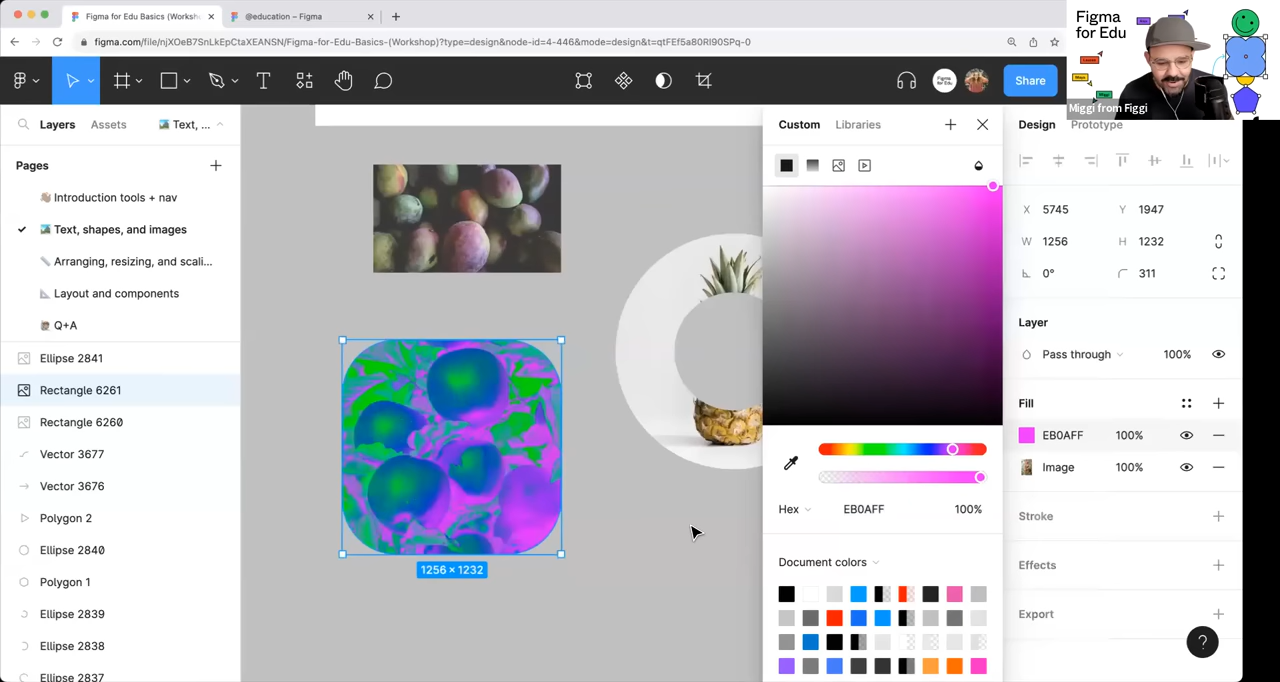 Figma for Edu Basics (Worksh
@education – Figma
figma.com/file/njXOeB7SnLkEpCtaXEANSN/Figma-for-Edu-Basics-(Workshop)?type=design&node-id=4-446&mode=design&t=qtFEf5a80RI90SPq-0
Figma
for Edu
Miggi from Figgi
Share
Layers
Assets
Text, ...
Custom
Libraries
Design
Prototype
Pages
Introduction tools + nav
Text, shapes, and images
Arranging, resizing, and scali...
Layout and components
Q+A
Ellipse 2841
Rectangle 6261
Rectangle 6260
Vector 3677
Vector 3676
Polygon 2
Ellipse 2840
Polygon 1
Ellipse 2839
Ellipse 2838
Ellipse 2837
1256 × 1232
Hex
EB0AFF
100%
Document colors
X 5745
Y 1947
W 1256
H 1232
0°
311
Layer
Pass through
100%
Fill
EB0AFF
100%
Image
100%
Stroke
Effects
Export
?